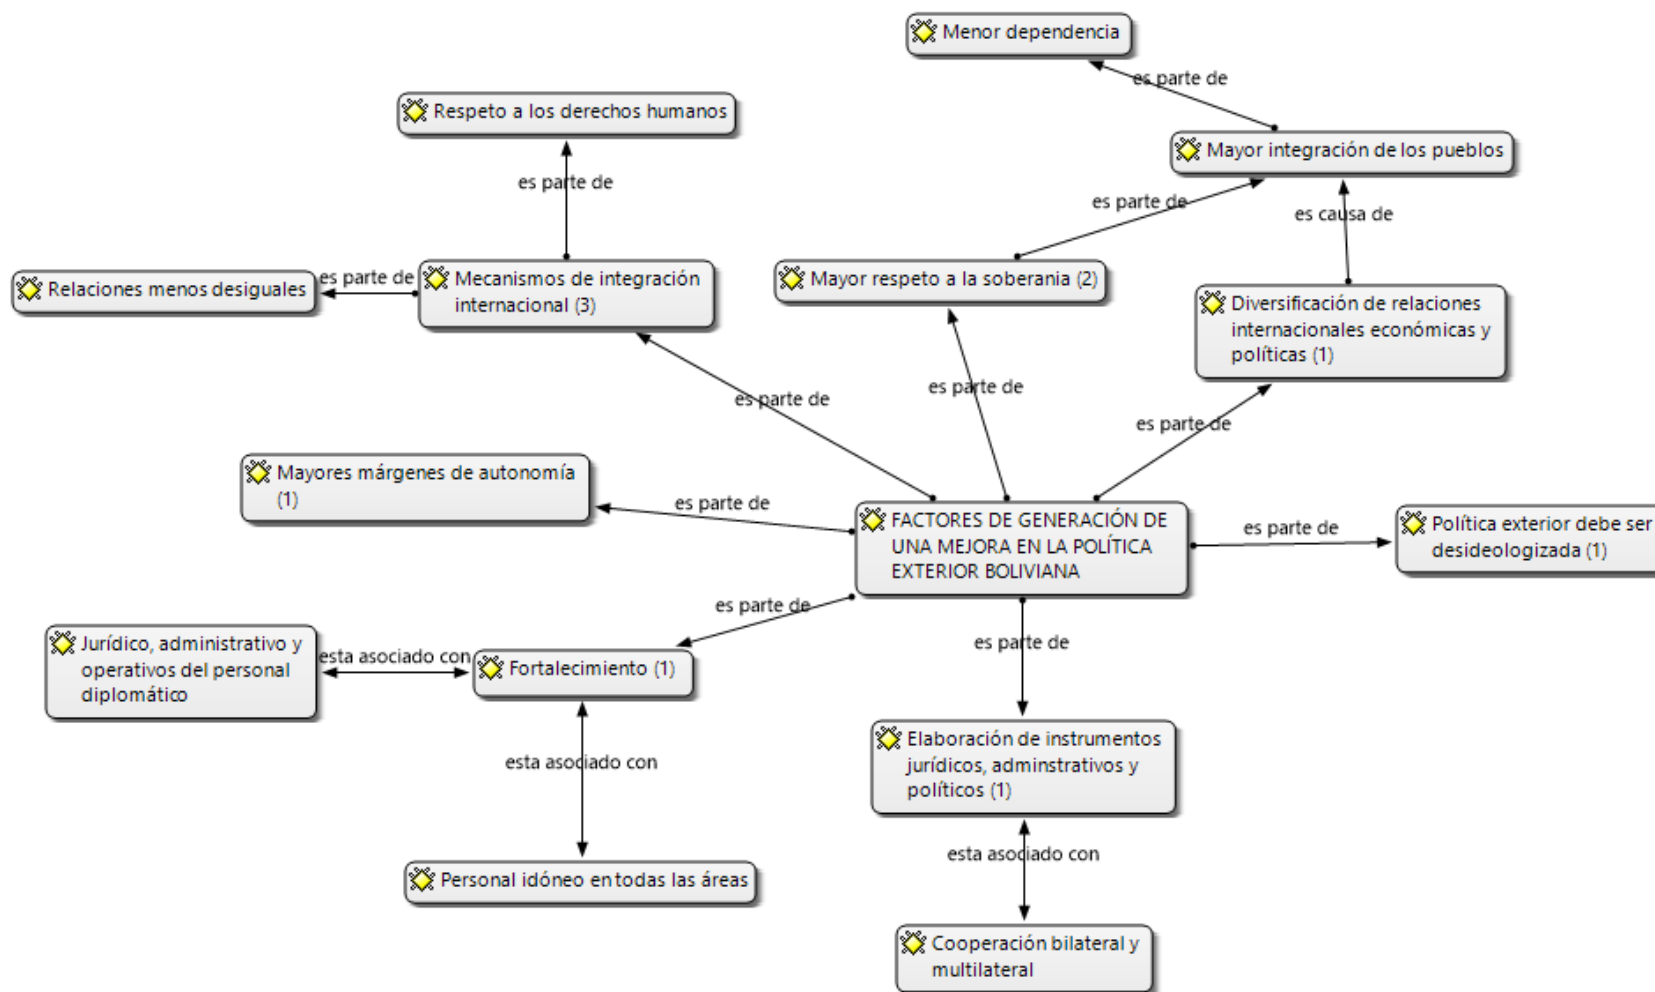 Menor dependencia
es parte de
Respeto a los derechos humanos
Mayor integración de los pueblos
es parte de
es parte de
es causa de
Relaciones menos desiguales
es parte de
Mecanismos de integración
internacional (3)
Mayor respeto a la soberania (2)
Diversificación de relaciones
internacionales económicas y
políticas (1)
es parte de
es parte de
es parte de
Mayores márgenes de autonomía
(1)
es parte de
FACTORES DE GENERACIÓN DE
UNA MEJORA EN LA POLÍTICA
EXTERIOR BOLIVIANA
es parte de
Política exterior debe ser
desideologizada (1)
es parte de
es parte de
Jurídico, administrativo y
operativos del personal
diplomático
esta asociado con
Fortalecimiento (1)
Elaboración de instrumentos
jurídicos, adminstrativos y
políticos (1)
esta asociado con
esta asociado con
Personal idóneo en todas las áreas
Cooperación bilateral y
multilateral